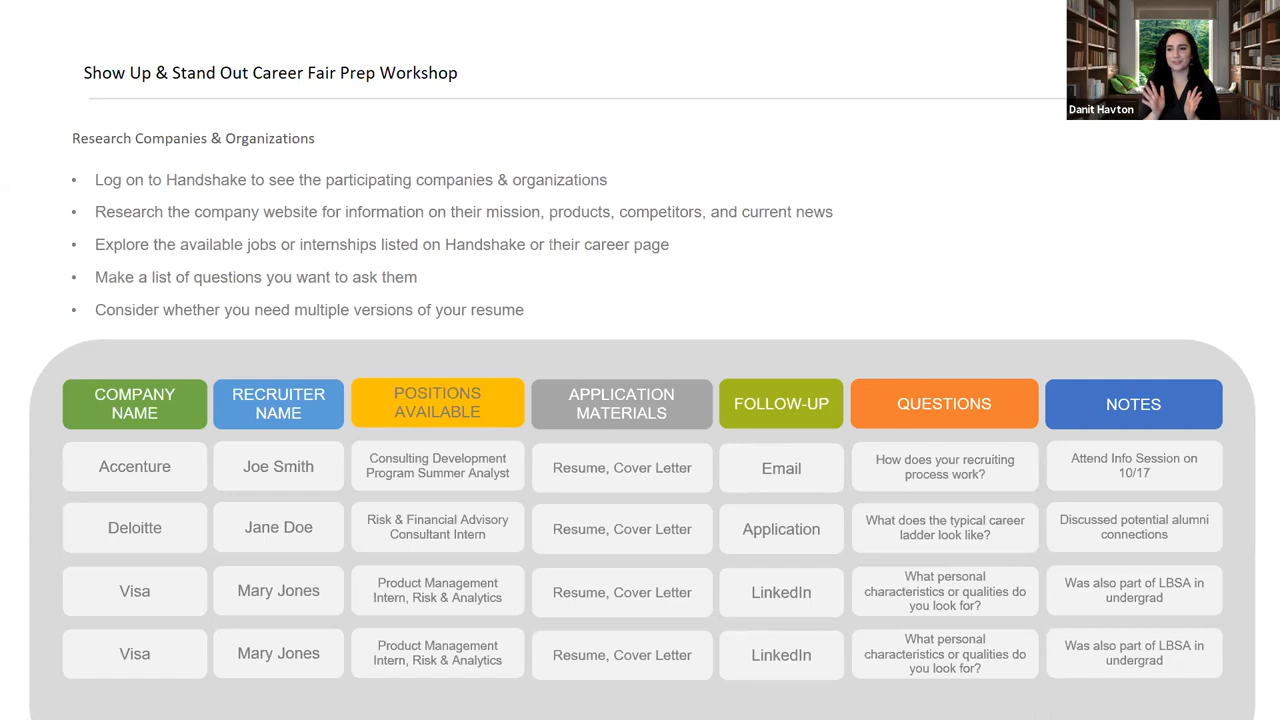 Show Up & Stand Out Career Fair Prep Workshop
Danit Havton
Research Companies & Organizations
• Log on to Handshake to see the participating companies & organizations
• Research the company website for information on their mission, products, competitors, and current news
• Explore the available jobs or internships listed on Handshake or their career page
• Make a list of questions you want to ask them
• Consider whether you need multiple versions of your resume
COMPANY
NAME
RECRUITER
NAME
POSITIONS
AVAILABLE
APPLICATION
MATERIALS
FOLLOW-UP
QUESTIONS
NOTES
Accenture
Joe Smith
Consulting Development
Program Summer Analyst
Resume, Cover Letter
Email
How does your recruiting
process work?
Attend Info Session on
10/17
Deloitte
Jane Doe
Risk & Financial Advisory
Consultant Intern
Resume, Cover Letter
Application
What does the typical career
ladder look like?
Discussed potential alumni
connections
Visa
Mary Jones
Product Management
Intern, Risk & Analytics
Resume, Cover Letter
LinkedIn
What personal
characteristics or qualities do
you look for?
Was also part of LBSA in
undergrad
Visa
Mary Jones
Product Management
Intern, Risk & Analytics
Resume, Cover Letter
LinkedIn
What personal
characteristics or qualities do
you look for?
Was also part of LBSA in
undergrad